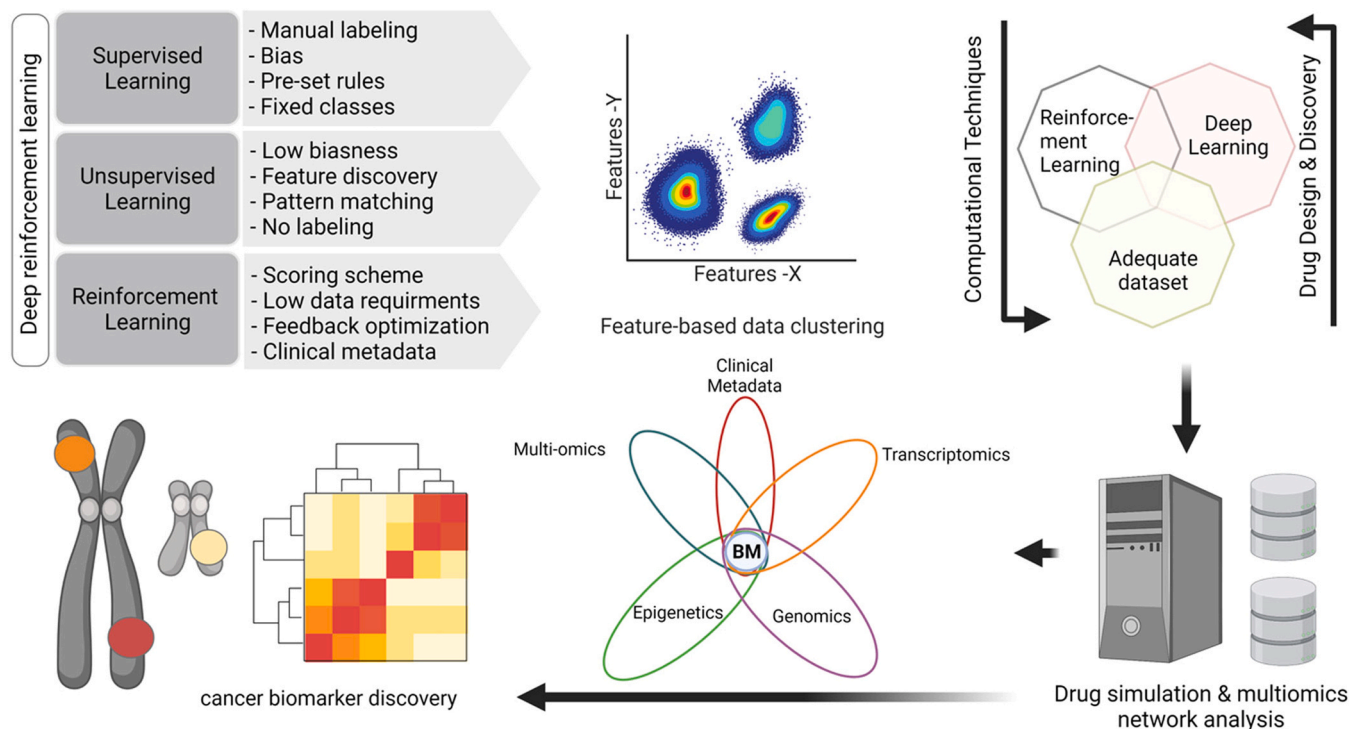 Deep reinforcement learning
Supervised
Learning
- Manual labeling
- Bias
- Pre-set rules
- Fixed classes
Unsupervised
Learning
- Low biasness
- Feature discovery
- Pattern matching
- No labeling
Reinforcement
Learning
- Scoring scheme
- Low data requirments
- Feedback optimization
- Clinical metadata
Features -Y
Features -X
Feature-based data clustering
Computational Techniques
Reinforce-
ment
Learning
Deep
Learning
Adequate
dataset
Drug Design & Discovery
Clinical
Metadata
Multi-omics
Transcriptomics
BM
Epigenetics
Genomics
cancer biomarker discovery
Drug simulation & multiomics
network analysis